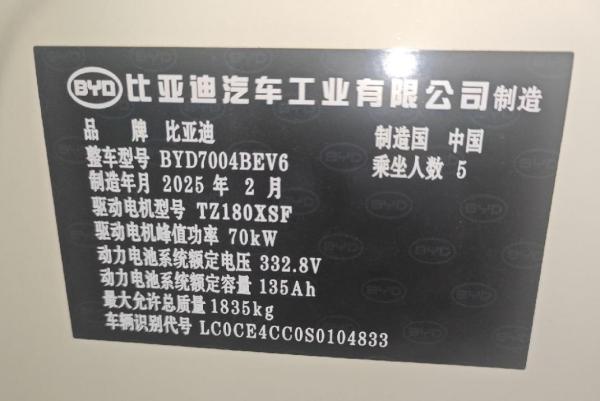 BYD 比亚迪汽车工业有限公司 制造
品 牌 比亚迪 制造国 中国
整车型号 BYD7004BEV6 乘坐人数 5
制造年月 2025 年 2 月
驱动电机型号 TZ180XSF
驱动电机峰值功率 70kW
动力电池系统额定电压 332.8V
动力电池系统额定容量 135Ah
最大允许总质量 1835kg
车辆识别代号 LC0CE4CC0S0104833